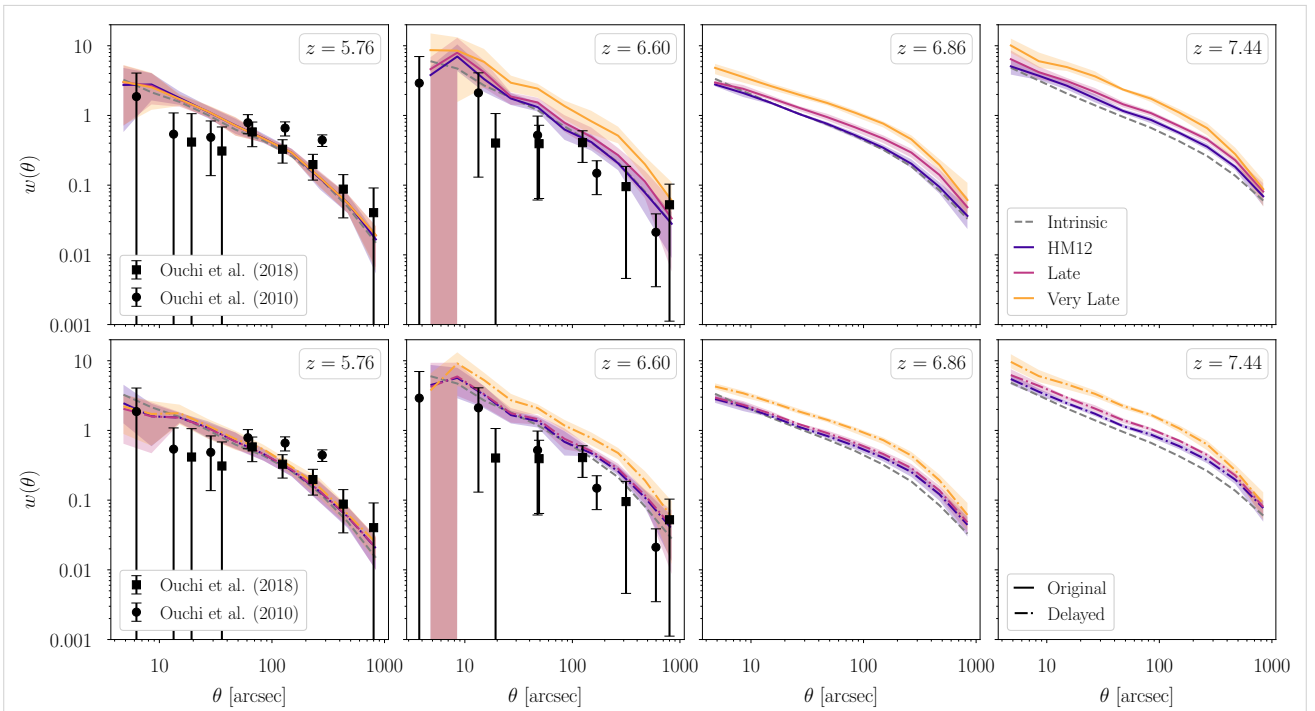 z = 5.76
z = 6.60
z = 6.86
z = 7.44
10
1
0.1
0.01
0.001
w(θ)
Ouchi et al. (2018)
Ouchi et al. (2010)
Intrinsic
HM12
Late
Very Late
z = 5.76
z = 6.60
z = 6.86
z = 7.44
10
1
0.1
0.01
0.001
w(θ)
Ouchi et al. (2018)
Ouchi et al. (2010)
Original
Delayed
10 100 1000
10 100 1000
10 100 1000
10 100 1000
θ [arcsec]
θ [arcsec]
θ [arcsec]
θ [arcsec]